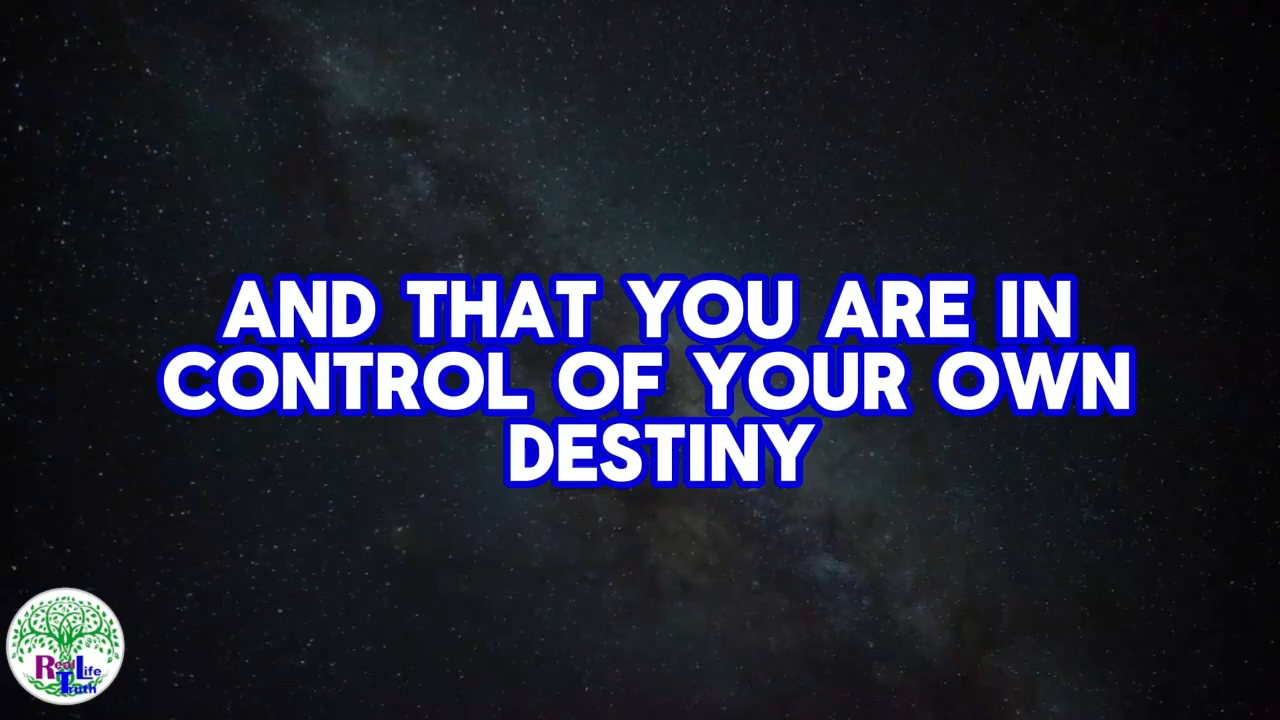 AND THAT YOU ARE IN
CONTROL OF YOUR OWN
DESTINY
Real Life
Truth